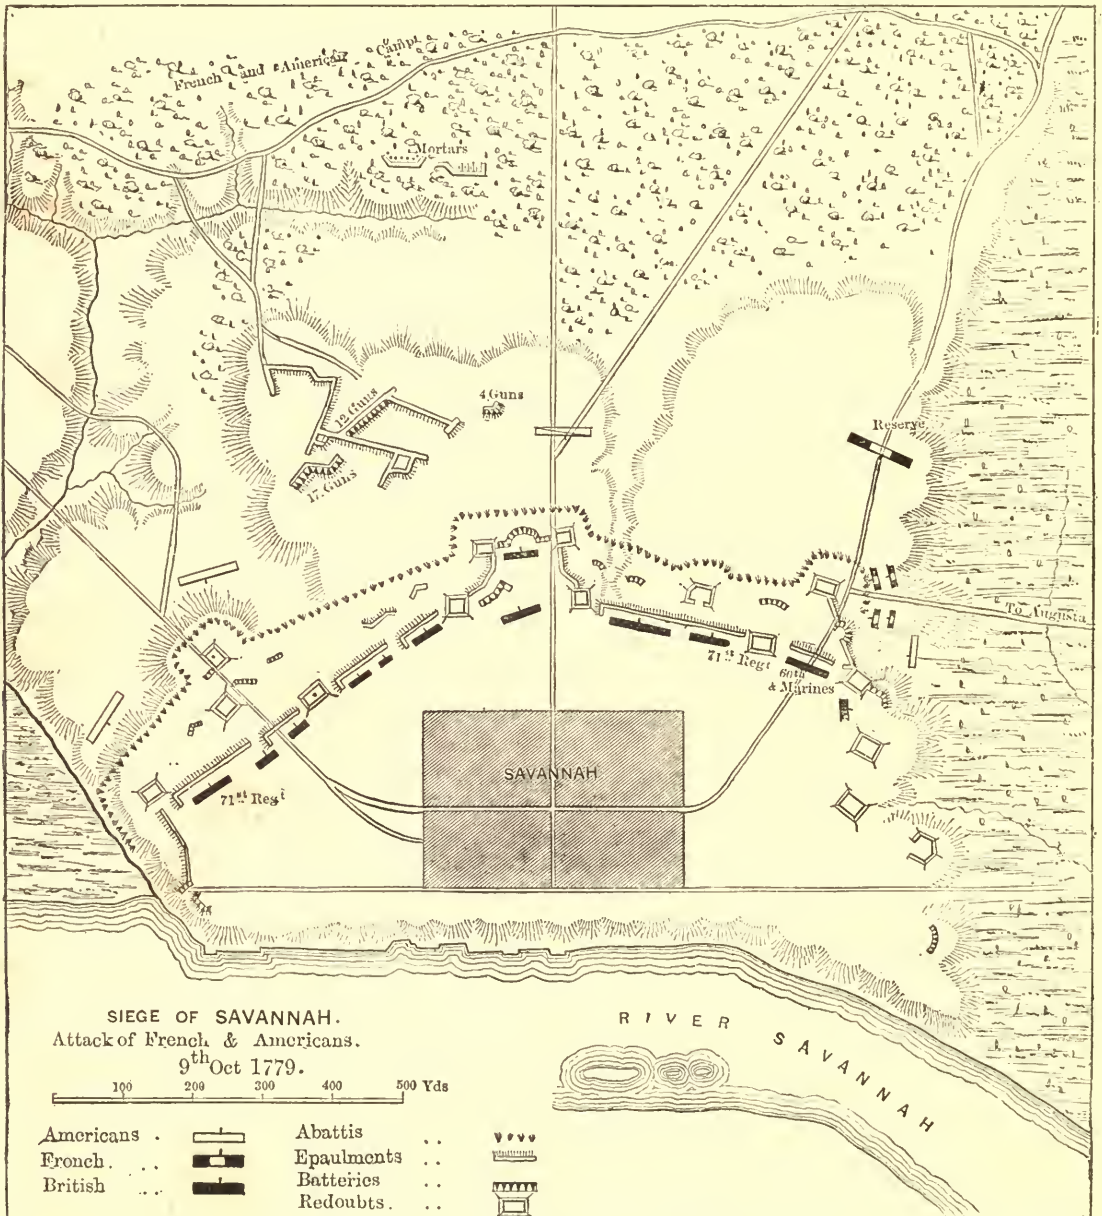 French and American Camp
Mortars
12 Guns
4 Guns
17 Guns
Reserve
To Augusta
71st Regt
60th
& Marines
71st Regt
SAVANNAH
SIEGE OF SAVANNAH.
Attack of French & Americans.
9th Oct 1779.
100 200 300 400 500 Yds
RIVER SAVANNAH
Americans . Abattis ..
French. .. Epaulments ..
British .. Batteries ..
Redoubts. ..